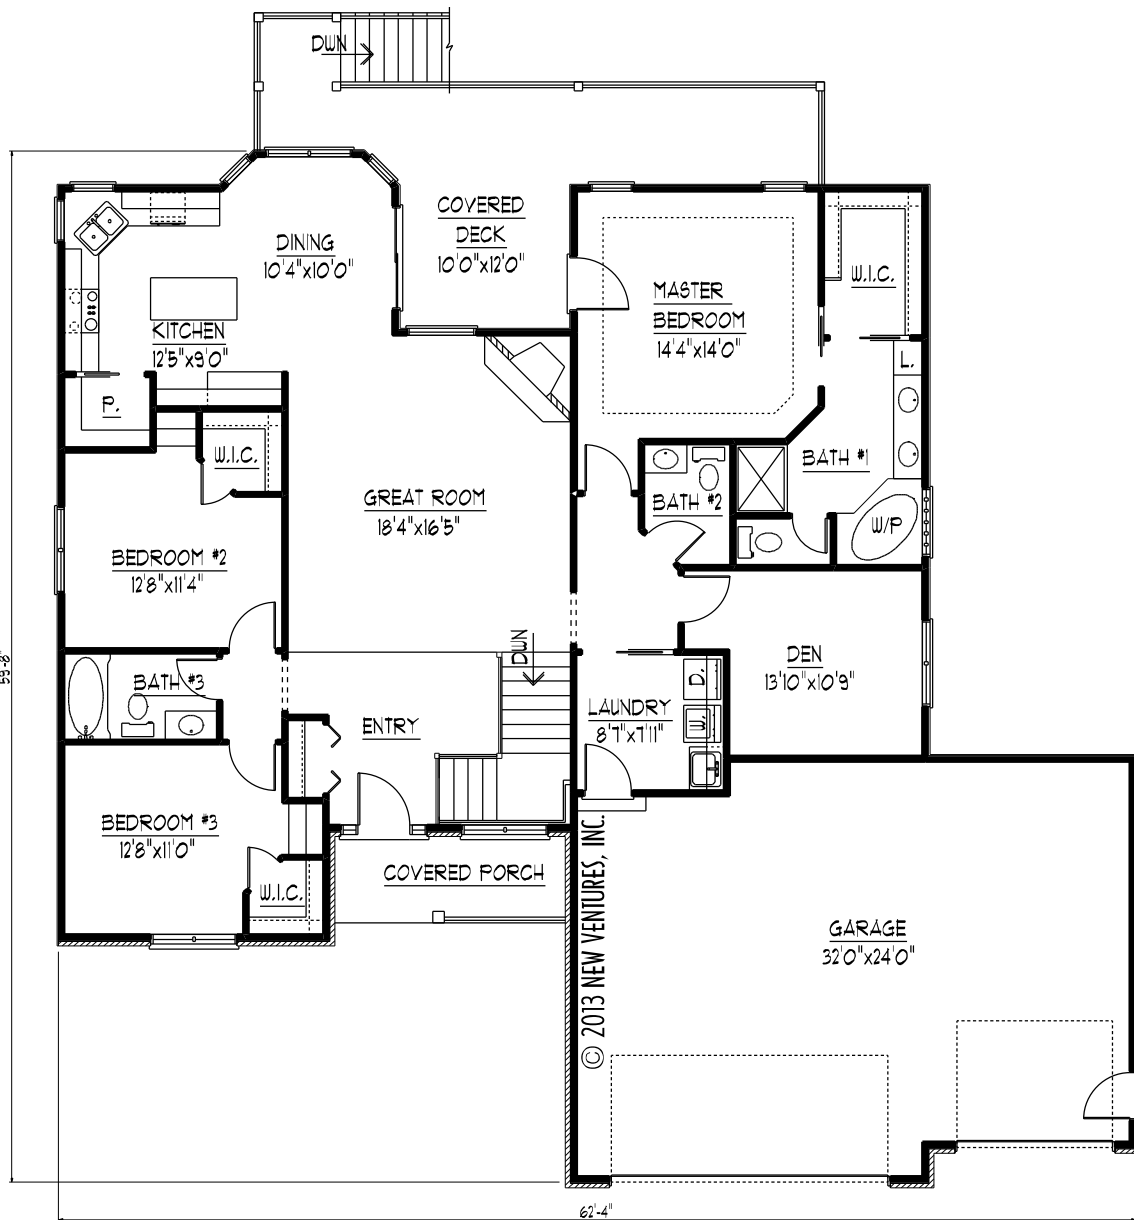 DWN
COVERED
DECK
10'0"x12'0"
DINING
10'4"x10'0"
MASTER
BEDROOM
14'4"x14'0"
W.I.C.
KITCHEN
12'5"x9'0"
L.
P.
W.I.C.
BATH #1
GREAT ROOM
18'4"x16'5"
BATH #2
W/P
BEDROOM #2
12'8"x11'4"
DWN
59'-8"
BATH #3
DEN
13'10"x10'9"
D.
LAUNDRY
8'7"x7'11"
W.
ENTRY
BEDROOM #3
12'8"x11'0"
COVERED PORCH
W.I.C.
GARAGE
32'0"x24'0"
© 2013 NEW VENTURES, INC.
62'-4"